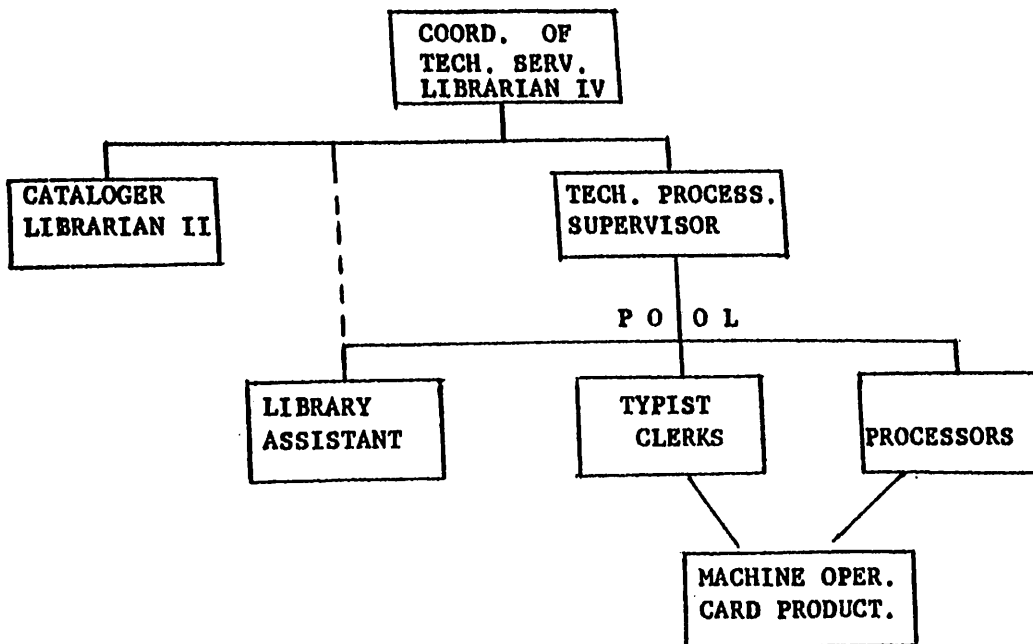 COORD. OF
TECH. SERV.
LIBRARIAN IV
CATALOGER
LIBRARIAN II
TECH. PROCESS.
SUPERVISOR
P O O L
LIBRARY
ASSISTANT
TYPIST
CLERKS
PROCESSORS
MACHINE OPER.
CARD PRODUCT.